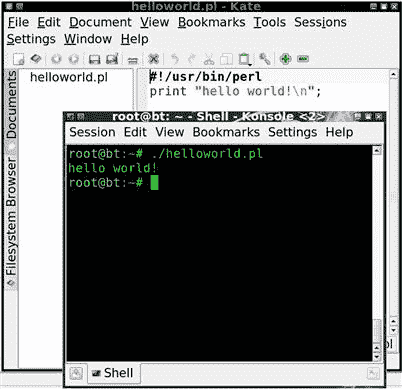 helloworld.pl - Kate
File Edit Document View Bookmarks Tools Sessions
Settings Window Help
Documents
Filesystem Browser
helloworld.pl
#!/usr/bin/perl
print "hello world!\n";
root@bt: ~ - Shell - Konsole <2>
Session Edit View Bookmarks Settings Help
root@bt:~# ./helloworld.pl
hello world!
root@bt:~#
Shell